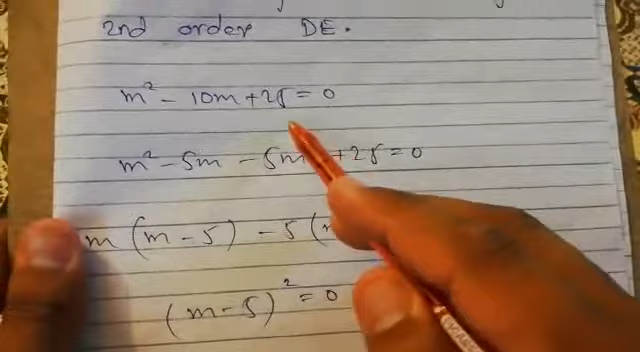 2nd order DE.
m² - 10m + 25 = 0
m² - 5m - 5m + 25 = 0
m (m - 5) - 5 (
(m - 5)² = 0